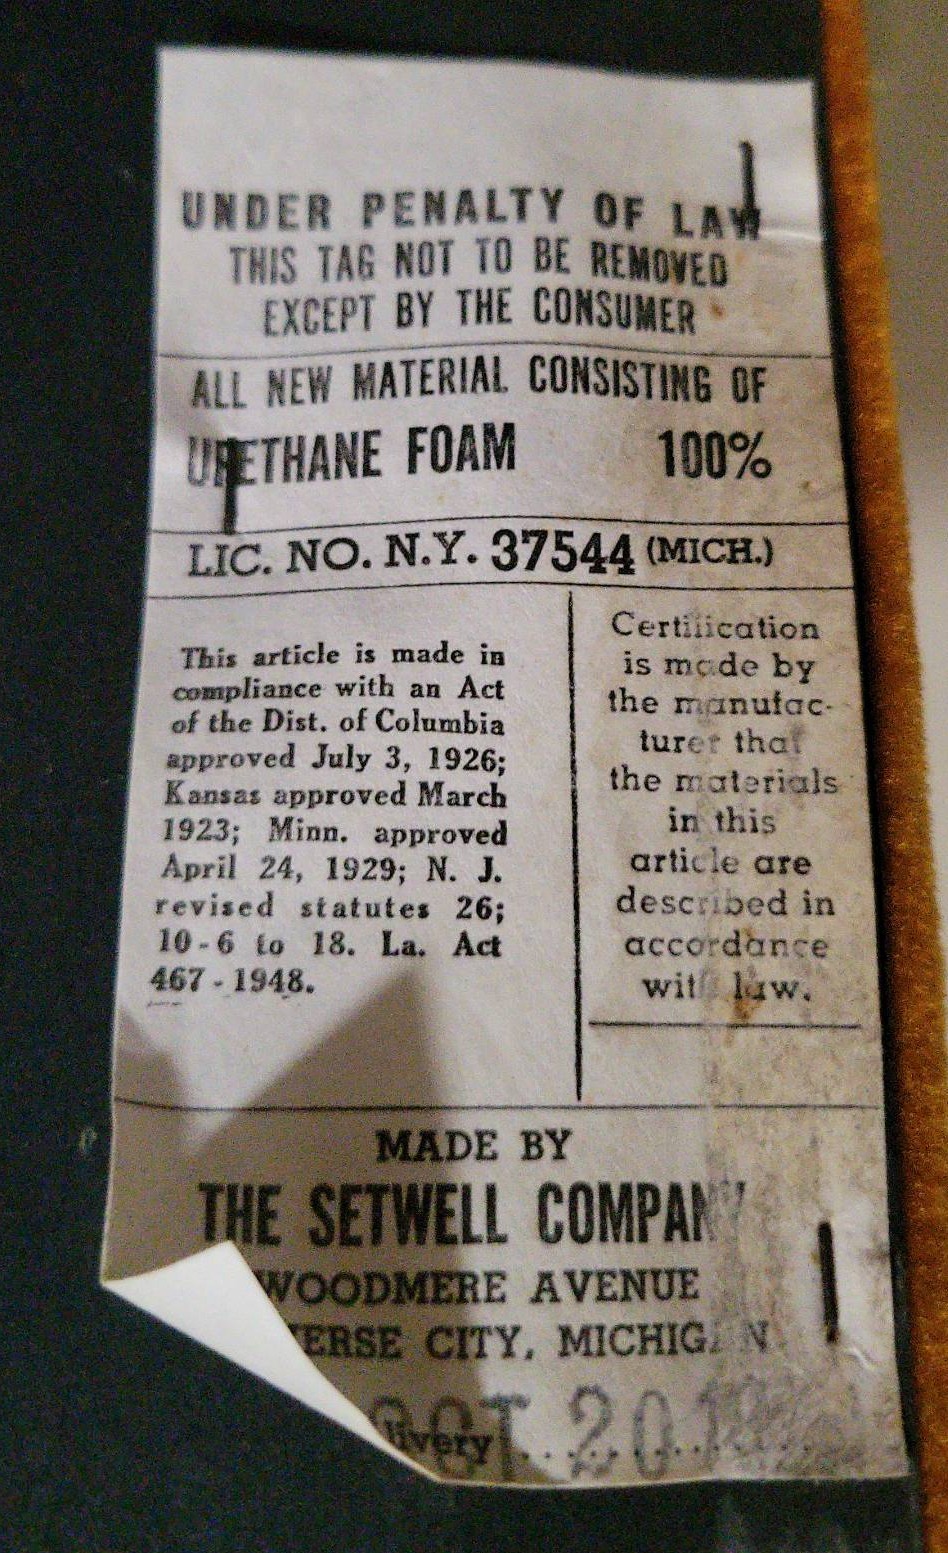 UNDER PENALTY OF LAW
THIS TAG NOT TO BE REMOVED
EXCEPT BY THE CONSUMER
ALL NEW MATERIAL CONSISTING OF
URETHANE FOAM 100%
LIC. NO. N.Y. 37544 (MICH.)
This article is made in
compliance with an Act
of the Dist. of Columbia
approved July 3, 1926;
Kansas approved March
1923; Minn. approved
April 24, 1929; N. J.
revised statutes 26;
10-6 to 18. La. Act
467-1948.
Certification
is made by
the manufac-
turer that
the materials
in this
article are
described in
accordance
with law.
MADE BY
THE SETWELL COMPANY
WOODMERE AVENUE
ERSE CITY, MICHIGAN
OCT 20
livery